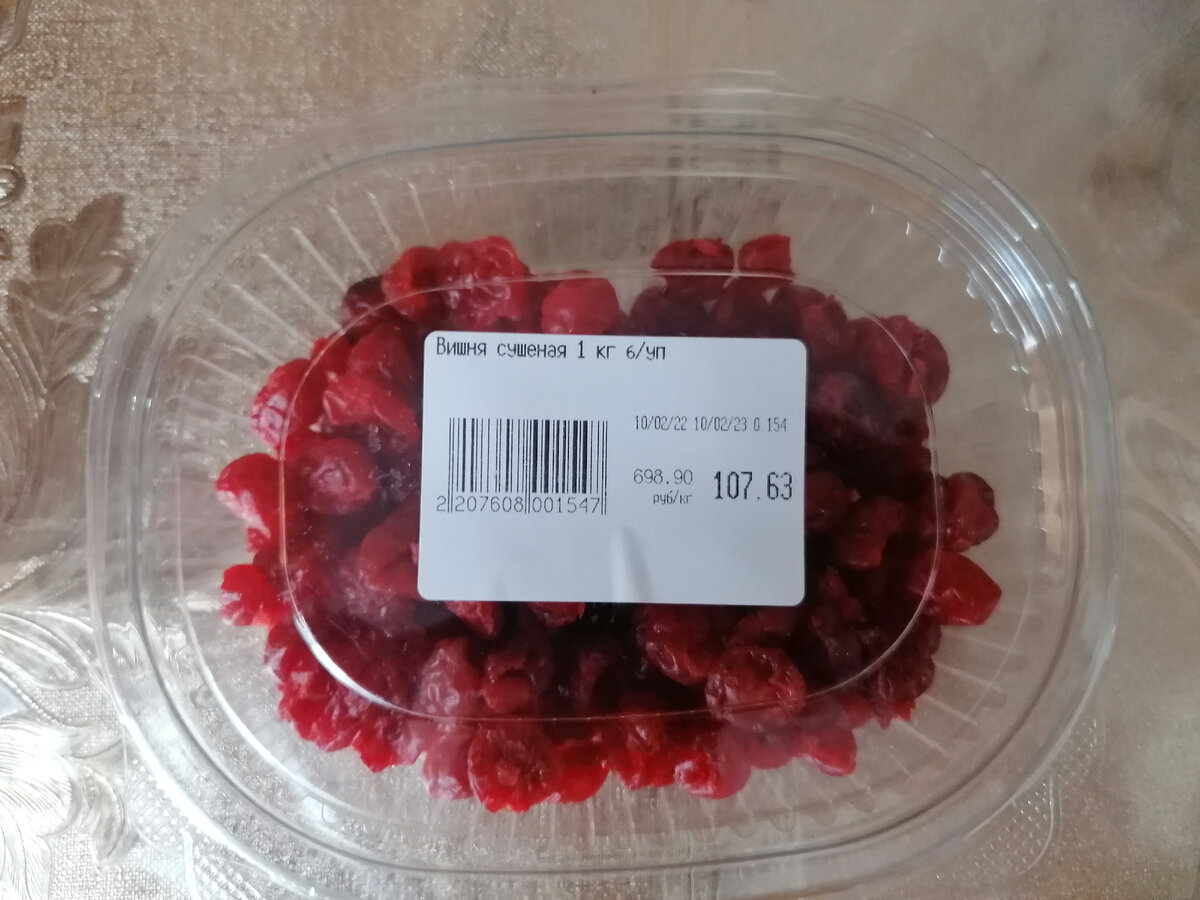 Вишня сушеная 1 кг б/уп
10/02/22 10/02/23 0.154
698.90 107.63
руб/кг
2 207608 001547